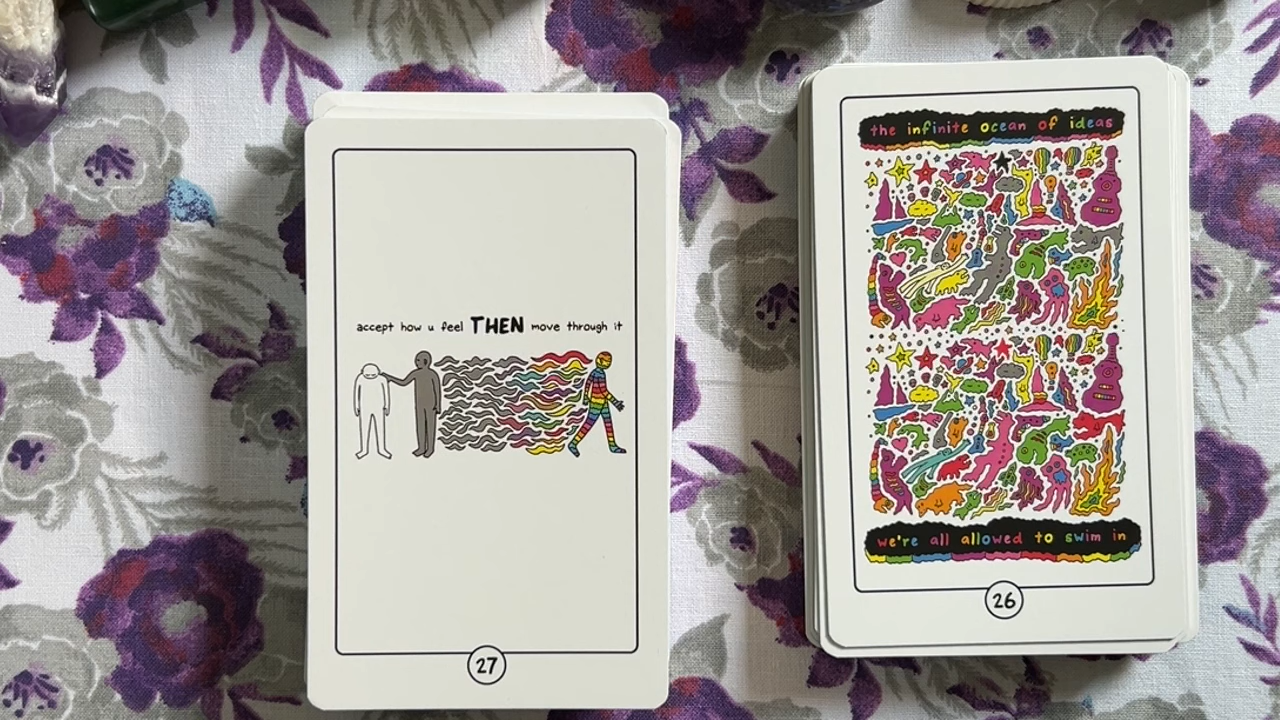 accept how u feel THEN move through it
27
the infinite ocean of ideas
we're all allowed to swim in
26